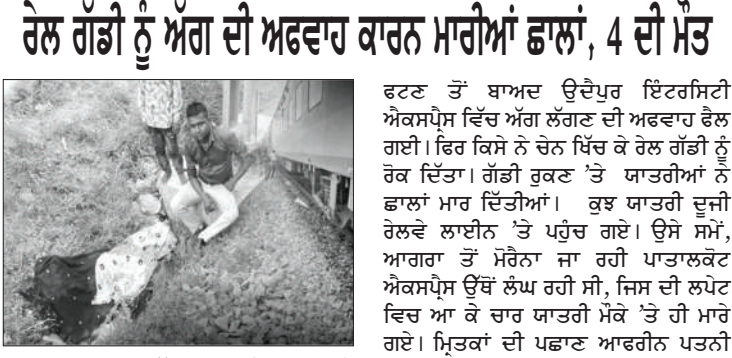 ਰੇਲ ਗੱਡੀ ਨੂੰ ਅੱਗ ਦੀ ਅਫਵਾਹ ਕਾਰਨ ਮਾਰੀਆਂ ਛਾਲਾਂ, 4 ਦੀ ਮੌਤ
ਫਟਣ ਤੋਂ ਬਾਅਦ ਉਦੈਪੁਰ ਇੰਟਰਸਿਟੀ
ਐਕਸਪ੍ਰੈਸ ਵਿੱਚ ਅੱਗ ਲੱਗਣ ਦੀ ਅਫਵਾਹ ਫੈਲ
ਗਈ। ਫਿਰ ਕਿਸੇ ਨੇ ਚੇਨ ਖਿੱਚ ਕੇ ਰੇਲ ਗੱਡੀ ਨੂੰ
ਰੋਕ ਦਿੱਤਾ। ਗੱਡੀ ਰੁਕਣ ’ਤੇ ਯਾਤਰੀਆਂ ਨੇ
ਛਾਲਾਂ ਮਾਰ ਦਿੱਤੀਆਂ। ਕੁਝ ਯਾਤਰੀ ਦੂਜੀ
ਰੇਲਵੇ ਲਾਈਨ ’ਤੇ ਪਹੁੰਚ ਗਏ। ਉਸੇ ਸਮੇਂ,
ਆਗਰਾ ਤੋਂ ਮੋਰੈਨਾ ਜਾ ਰਹੀ ਪਾਤਾਲਕੋਟ
ਐਕਸਪ੍ਰੈਸ ਉੱਥੋਂ ਲੰਘ ਰਹੀ ਸੀ, ਜਿਸ ਦੀ ਲਪੇਟ
ਵਿਚ ਆ ਕੇ ਚਾਰ ਯਾਤਰੀ ਮੌਕੇ ’ਤੇ ਹੀ ਮਾਰੇ
ਗਏ। ਮ੍ਰਿਤਕਾਂ ਦੀ ਪਛਾਣ ਆਫਰੀਨ ਪਤਨੀ